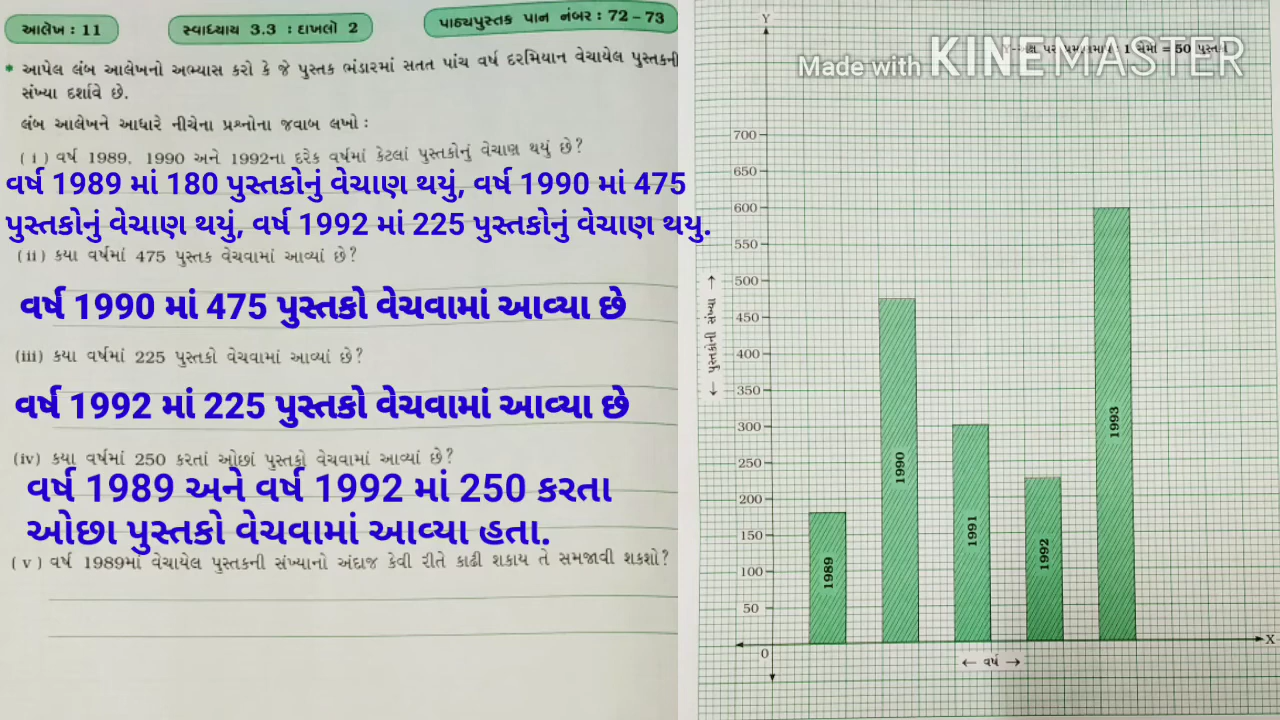 આલેખ : 11
સ્વાધ્યાય 3.3 : દાખલો 2
પાઠ્યપુસ્તક પાન નંબર : 72 – 73
* આપેલ લંબ આલેખનો અભ્યાસ કરો કે જે પુસ્તક ભંડારમાં સતત પાંચ વર્ષ દરમિયાન વેચાયેલ પુસ્તકની
સંખ્યા દર્શાવે છે.
લંબ આલેખને આધારે નીચેના પ્રશ્નોના જવાબ લખો :
( i ) વર્ષ 1989, 1990 અને 1992ના દરેક વર્ષમાં કેટલાં પુસ્તકોનું વેચાણ થયું છે?
વર્ષ 1989 માં 180 પુસ્તકોનું વેચાણ થયું, વર્ષ 1990 માં 475
પુસ્તકોનું વેચાણ થયું, વર્ષ 1992 માં 225 પુસ્તકોનું વેચાણ થયુ.
(ii) કયા વર્ષમાં 475 પુસ્તક વેચવામાં આવ્યાં છે?
વર્ષ 1990 માં 475 પુસ્તકો વેચવામાં આવ્યા છે
(iii) કયા વર્ષમાં 225 પુસ્તકો વેચવામાં આવ્યાં છે?
વર્ષ 1992 માં 225 પુસ્તકો વેચવામાં આવ્યા છે
(iv) કયા વર્ષમાં 250 કરતાં ઓછાં પુસ્તકો વેચવામાં આવ્યાં છે?
વર્ષ 1989 અને વર્ષ 1992 માં 250 કરતા
ઓછા પુસ્તકો વેચવામાં આવ્યા હતા.
( v ) વર્ષ 1989માં વેચાયેલ પુસ્તકની સંખ્યાનો અંદાજ કેવી રીતે કાઢી શકાય તે સમજાવી શકશો?
Y
Made with KINEMASTER
700
650
600
550
500
450
400
350
300
250
200
150
100
50
0
← પુસ્તકોની સંખ્યા →
1989
1990
1991
1992
1993
X
← વર્ષ →